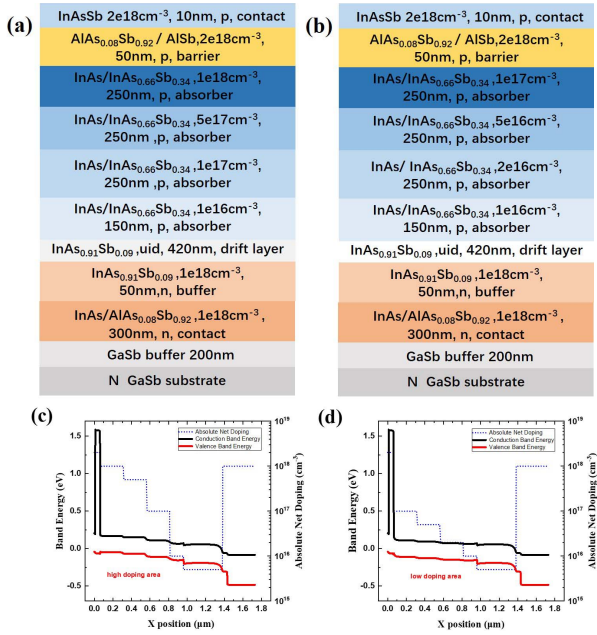 (a)
InAsSb 2e18cm⁻³, 10nm, p, contact
AlAs₀.₀₈Sb₀.₉₂ / AlSb,2e18cm⁻³,
50nm, p, barrier
InAs/InAs₀.₆₆Sb₀.₃₄,1e18cm⁻³,
250nm, p, absorber
InAs/InAs₀.₆₆Sb₀.₃₄,5e17cm⁻³,
250nm ,p, absorber
InAs/InAs₀.₆₆Sb₀.₃₄,1e17cm⁻³,
250nm, p, absorber
InAs/InAs₀.₆₆Sb₀.₃₄,1e16cm⁻³,
150nm, p, absorber
InAs₀.₉₁Sb₀.₀₉ ,uid, 420nm, drift layer
InAs₀.₉₁Sb₀.₀₉,1e18cm⁻³,
50nm,n, buffer
InAs/AlAs₀.₀₈Sb₀.₉₂,1e18cm⁻³ ,
300nm, n, contact
GaSb buffer 200nm
N GaSb substrate
(b)
InAsSb 2e18cm⁻³, 10nm, p, contact
AlAs₀.₀₈Sb₀.₉₂ / AlSb,2e18cm⁻³,
50nm, p, barrier
InAs/InAs₀.₆₆Sb₀.₃₄,1e17cm⁻³,
250nm, p, absorber
InAs/InAs₀.₆₆Sb₀.₃₄,5e16cm⁻³,
250nm, p, absorber
InAs/ InAs₀.₆₆Sb₀.₃₄,2e16cm⁻³,
250nm, p, absorber
InAs/InAs₀.₆₆Sb₀.₃₄,1e16cm⁻³,
150nm, p, absorber
InAs₀.₉₁Sb₀.₀₉ ,uid, 420nm, drift layer
InAs₀.₉₁Sb₀.₀₉,1e18cm⁻³,
50nm,n, buffer
InAs/AlAs₀.₀₈Sb₀.₉₂,1e18cm⁻³ ,
300nm, n, contact
GaSb buffer 200nm
N GaSb substrate
(c)
Absolute Net Doping
Conduction Band Energy
Valence Band Energy
Band Energy (eV)
1.5
1.0
0.5
0.0
-0.5
10¹⁹
10¹⁸
10¹⁷
10¹⁶
10¹⁵
Absolute Net Doping (cm⁻³)
high doping area
0.0 0.2 0.4 0.6 0.8 1.0 1.2 1.4 1.6 1.8
X position (μm)
(d)
Absolute Net Doping
Conduction Band Energy
Valence Band Energy
Band Energy (eV)
1.5
1.0
0.5
0.0
-0.5
10¹⁹
10¹⁸
10¹⁷
10¹⁶
10¹⁵
Absolute Net Doping (cm⁻³)
low doping area
0.0 0.2 0.4 0.6 0.8 1.0 1.2 1.4 1.6 1.8
X position (μm)